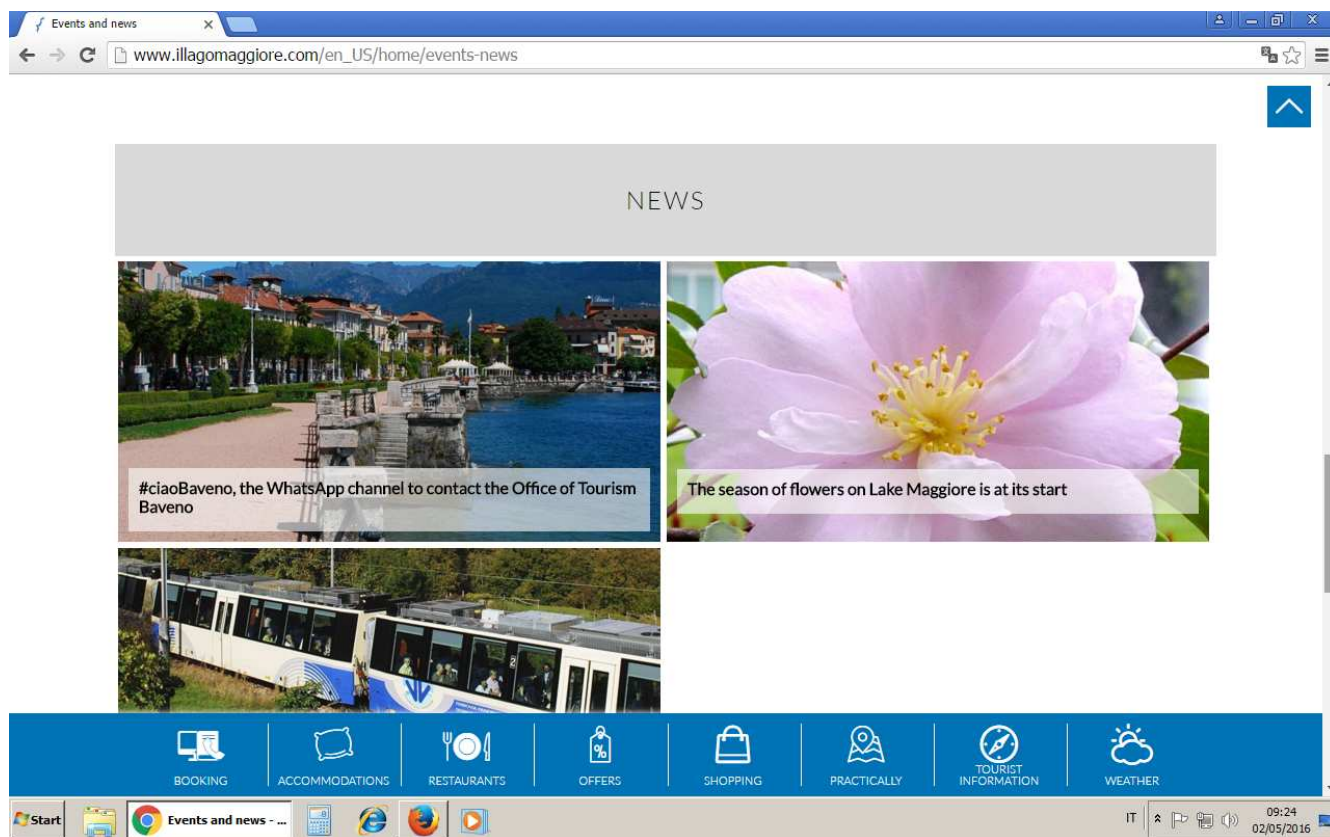 Events and news
www.illagomaggiore.com/en_US/home/events-news
NEWS
#ciaoBaveno, the WhatsApp channel to contact the Office of Tourism
Baveno
The season of flowers on Lake Maggiore is at its start
2
BOOKING
ACCOMMODATIONS
RESTAURANTS
%
OFFERS
SHOPPING
PRACTICALLY
TOURIST
INFORMATION
WEATHER
Start
Events and news - ...
IT
09:24
02/05/2016